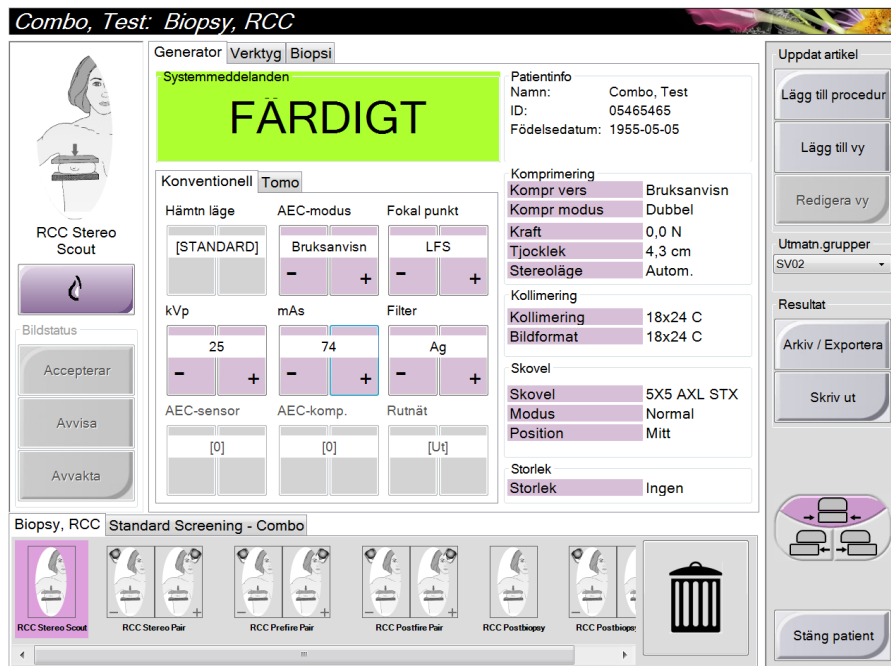 Combo, Test: Biopsy, RCC
Generator Verktyg Biopsi
Systemmeddelanden
FÄRDIGT
Patientinfo
Namn: Combo, Test
ID: 05465465
Födelsedatum: 1955-05-05
RCC Stereo
Scout
Bildstatus
Accepterar
Avvisa
Avvakta
Konventionell Tomo
Hämtn läge AEC-modus Fokal punkt
[STANDARD] Bruksanvisn LFS
- + - +
kVp mAs Filter
25 74 Ag
- + - + - +
AEC-sensor AEC-komp. Rutnät
[0] [0] [Ut]
Komprimering
Kompr vers Bruksanvisn
Kompr modus Dubbel
Kraft 0,0 N
Tjocklek 4,3 cm
Stereoläge Autom.
Kollimering
Kollimering 18x24 C
Bildformat 18x24 C
Skovel
Skovel 5X5 AXL STX
Modus Normal
Position Mitt
Storlek
Storlek Ingen
Uppdat artikel
Lägg till procedur
Lägg till vy
Redigera vy
Utmatn.grupper
SV02
Resultat
Arkiv / Exportera
Skriv ut
Stäng patient
Biopsy, RCC Standard Screening - Combo
- + - + - + -
RCC Stereo Scout RCC Stereo Pair RCC Prefire Pair RCC Postfire Pair RCC Postbiopsy RCC Postbiops